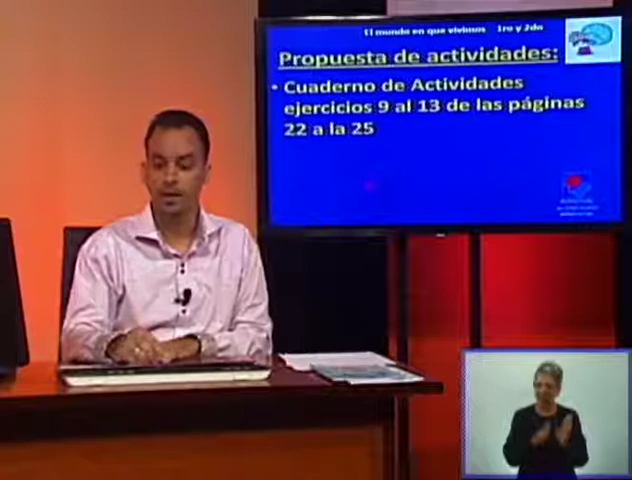 El mundo en que vivimos 1ro y 2do
Propuesta de actividades:
• Cuaderno de Actividades
ejercicios 9 al 13 de las páginas
22 a la 25